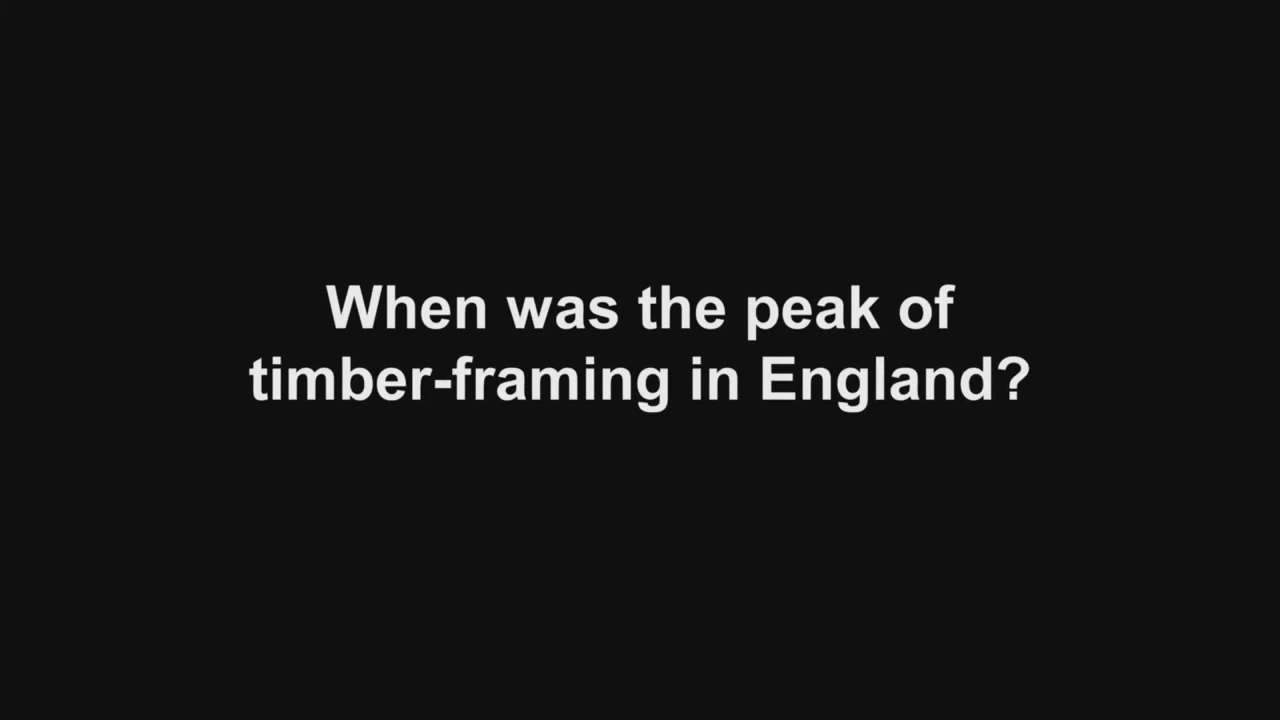 When was the peak of
timber-framing in England?